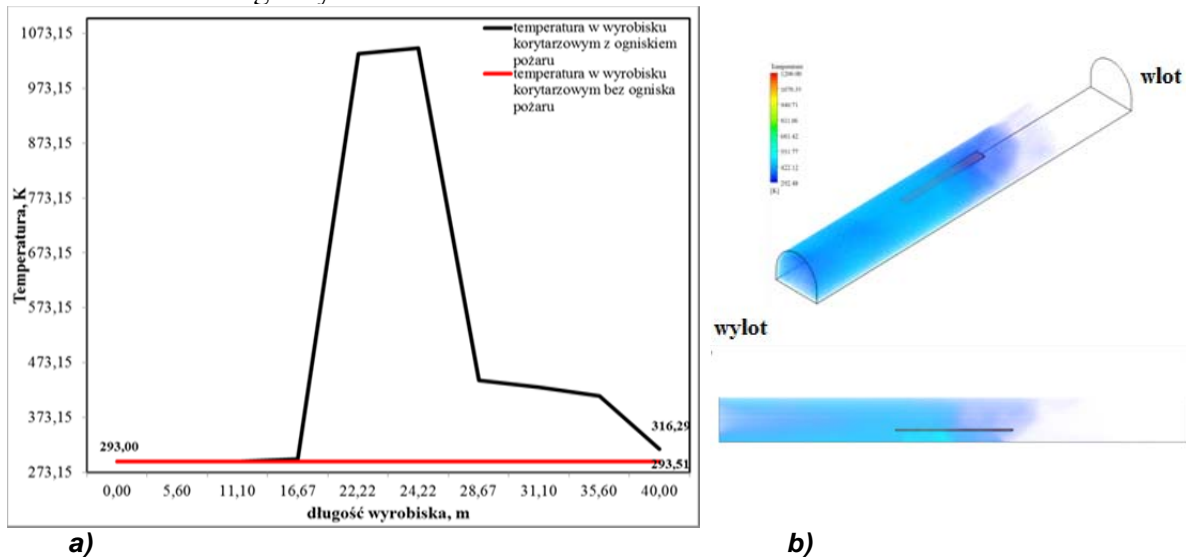 1073,15
973,15
873,15
773,15
673,15
573,15
473,15
373,15
273,15
Temperatura, K
temperatura w wyrobisku
korytarzowym z ogniskiem
pożaru
temperatura w wyrobisku
korytarzowym bez ogniska
pożaru
293,00
316,29
293,51
0,00 5,60 11,10 16,67 22,22 24,22 28,67 31,10 35,60 40,00
długość wyrobiska, m
a)
Temperature
[K]
wlot
wylot
b)